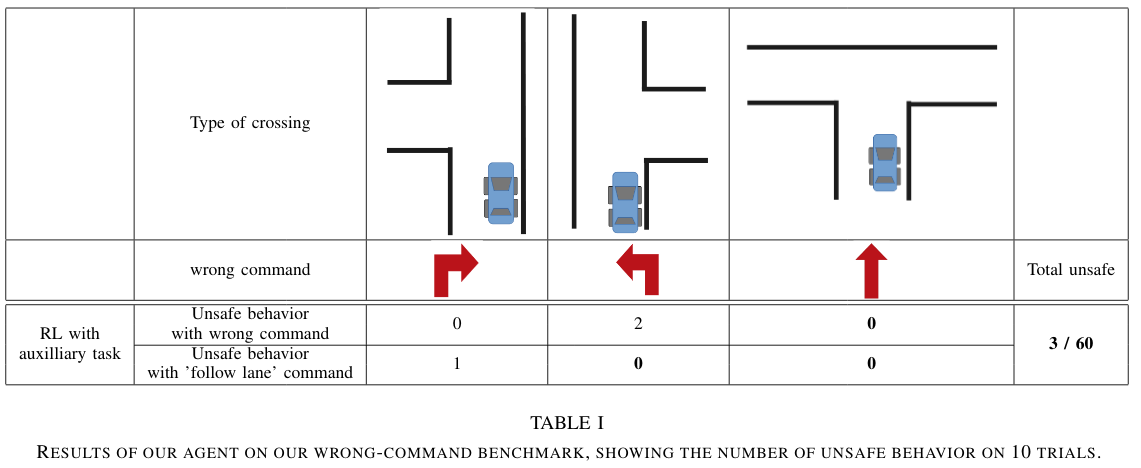 Type of crossing
wrong command
Total unsafe
RL with
auxilliary task
Unsafe behavior
with wrong command
0
2
0
3 / 60
Unsafe behavior
with 'follow lane' command
1
0
0
TABLE I
RESULTS OF OUR AGENT ON OUR WRONG-COMMAND BENCHMARK, SHOWING THE NUMBER OF UNSAFE BEHAVIOR ON 10 TRIALS.